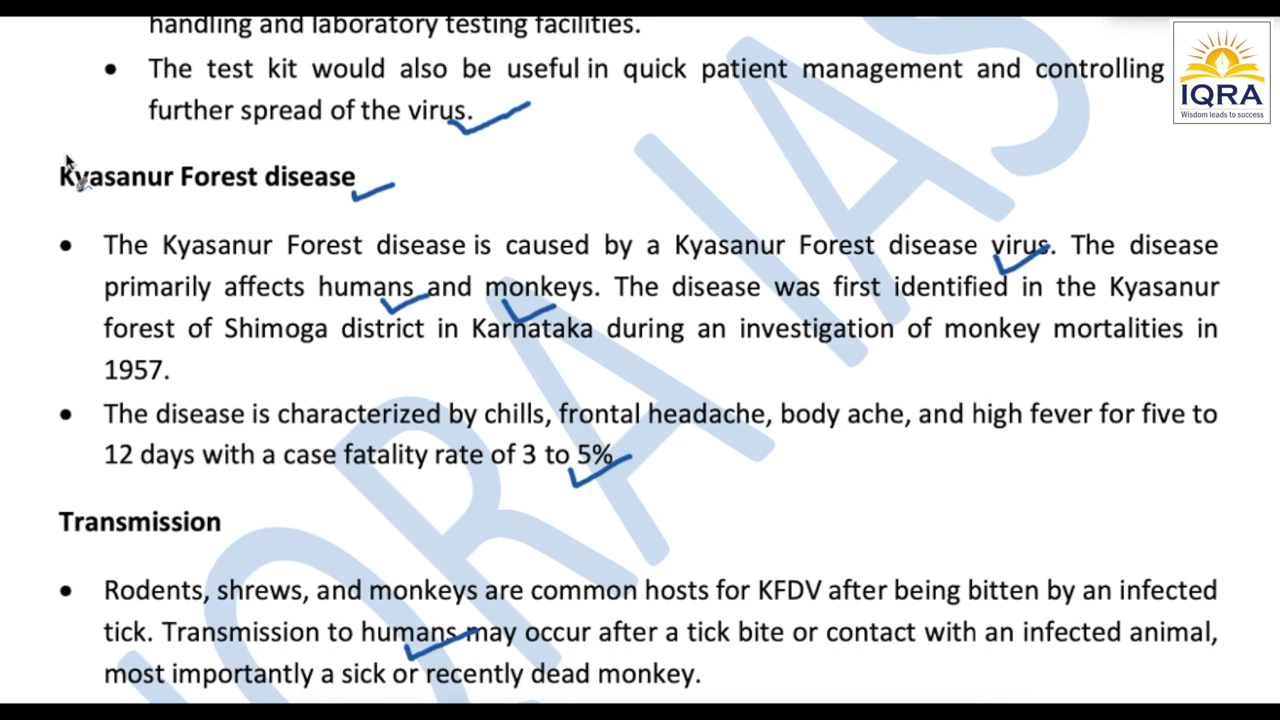 handling and laboratory testing facilities.
• The test kit would also be useful in quick patient management and controlling
further spread of the virus.
IQRA
Wisdom leads to success
Kyasanur Forest disease
• The Kyasanur Forest disease is caused by a Kyasanur Forest disease virus. The disease
primarily affects humans and monkeys. The disease was first identified in the Kyasanur
forest of Shimoga district in Karnataka during an investigation of monkey mortalities in
1957.
• The disease is characterized by chills, frontal headache, body ache, and high fever for five to
12 days with a case fatality rate of 3 to 5%
Transmission
• Rodents, shrews, and monkeys are common hosts for KFDV after being bitten by an infected
tick. Transmission to humans may occur after a tick bite or contact with an infected animal,
most importantly a sick or recently dead monkey.
IQRA IAS